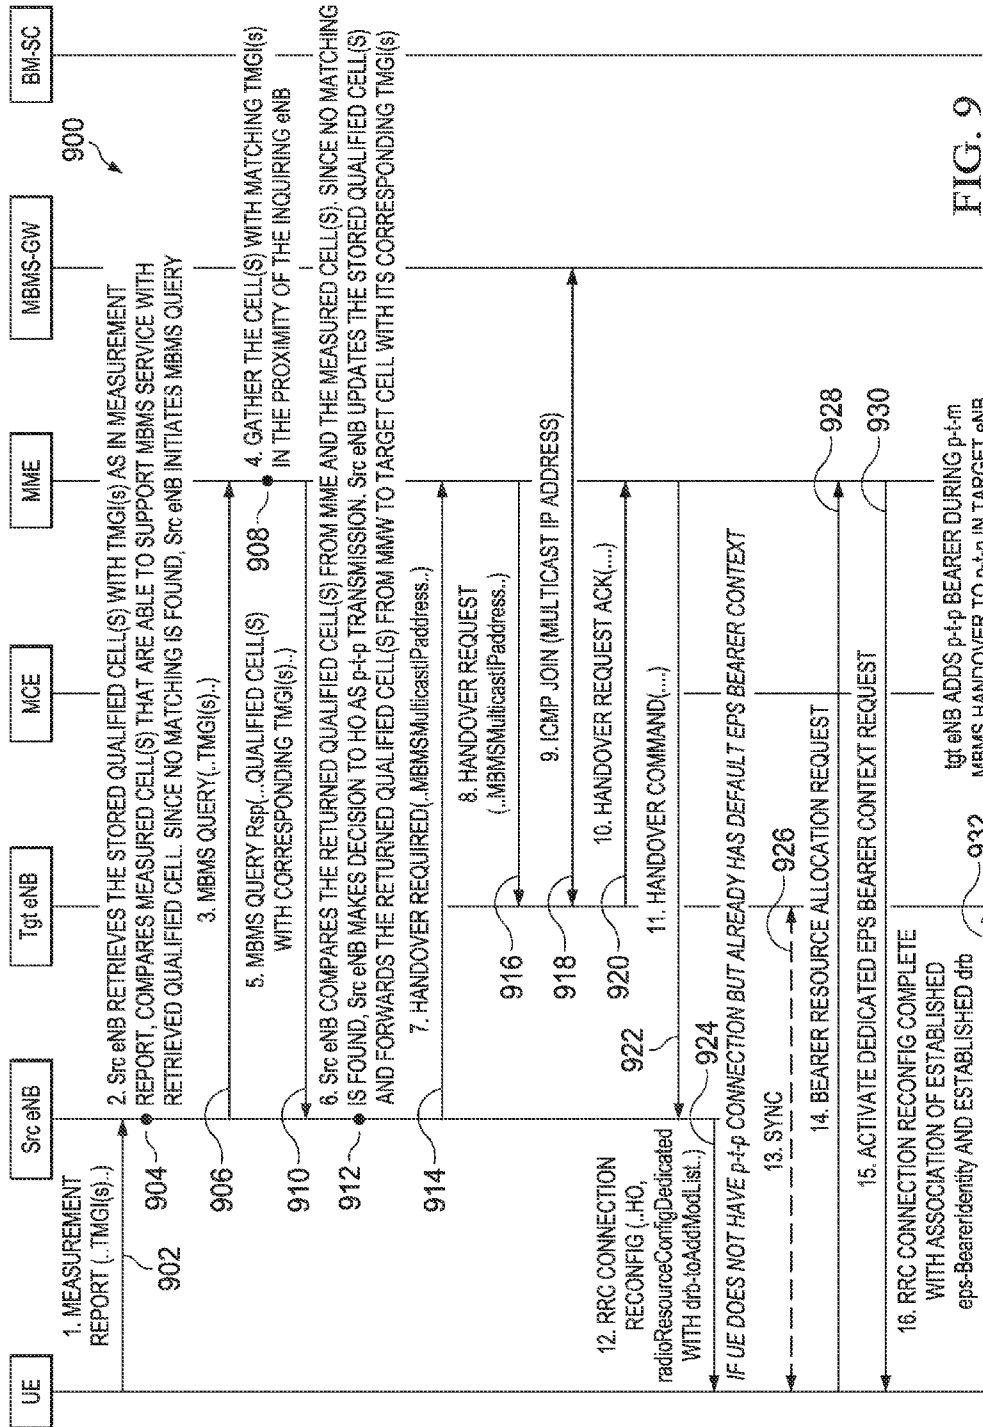 UE
Src eNB
Tgt eNB
MCE
MME
MBMS-GW
BM-SC
900
1. MEASUREMENT
REPORT (..TMGI(s)..)
902
2. Src eNB RETRIEVES THE STORED QUALIFIED CELL(S) WITH TMGI(s) AS IN MEASUREMENT
REPORT, COMPARES MEASURED CELL(S) THAT ARE ABLE TO SUPPORT MBMS SERVICE WITH
RETRIEVED QUALIFIED CELL. SINCE NO MATCHING IS FOUND, Src eNB INITIATES MBMS QUERY
904
3. MBMS QUERY(..TMGI(s)..)
906
4. GATHER THE CELL(S) WITH MATCHING TMGI(s)
IN THE PROXIMITY OF THE INQUIRING eNB
908
5. MBMS QUERY Rsp(...QUALIFIED CELL(S)
WITH CORRESPONDING TMGI(s)..)
910
6. Src eNB COMPARES THE RETURNED QUALIFIED CELL(S) FROM MME AND THE MEASURED CELL(S). SINCE NO MATCHING
IS FOUND, Src eNB MAKES DECISION TO HO AS p-t-p TRANSMISSION. Src eNB UPDATES THE STORED QUALIFIED CELL(S)
AND FORWARDS THE RETURNED QUALIFIED CELL(S) FROM MMW TO TARGET CELL WITH ITS CORRESPONDING TMGI(s)
912
7. HANDOVER REQUIRED(..MBMSMulticastIPaddress..)
914
8. HANDOVER REQUEST
(..MBMSMulticastIPaddress..)
916
9. ICMP JOIN (MULTICAST IP ADDRESS)
918
10. HANDOVER REQUEST ACK(....)
920
11. HANDOVER COMMAND(....)
922
12. RRC CONNECTION
RECONFIG (..HO,
radioResourceConfigDedicated
WITH drb-toAddModList..)
924
IF UE DOES NOT HAVE p-t-p CONNECTION BUT ALREADY HAS DEFAULT EPS BEARER CONTEXT
13. SYNC
926
14. BEARER RESOURCE ALLOCATION REQUEST
928
15. ACTIVATE DEDICATED EPS BEARER CONTEXT REQUEST
930
16. RRC CONNECTION RECONFIG COMPLETE
WITH ASSOCIATION OF ESTABLISHED
eps-BearerIdentity AND ESTABLISHED drb
932
tgt eNB ADDS p-t-p BEARER DURING p-t-m
MBMS HANDOVER TO p-t-p IN TARGET eNB
FIG. 9